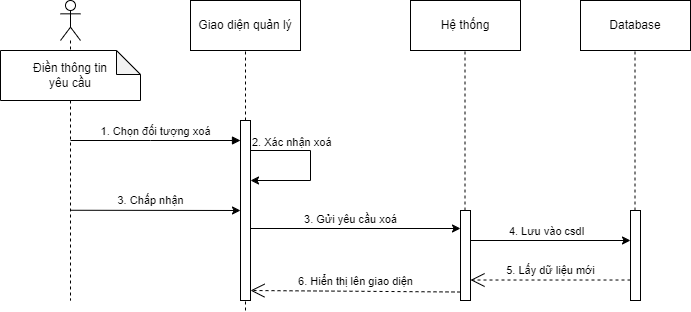 Giao diện quản lý
Hệ thống
Database
Điền thông tin
yêu cầu
1. Chọn đối tượng xoá
2. Xác nhận xoá
3. Chấp nhận
3. Gửi yêu cầu xoá
4. Lưu vào csdl
5. Lấy dữ liệu mới
6. Hiển thị lên giao diện